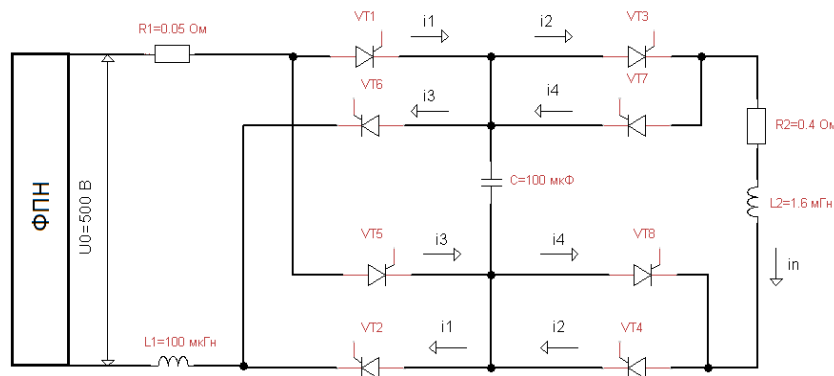 R1=0.05 Ом
VT1
i1
i2
VT3
VT6
i3
i4
VT7
ФПН
U0=500 В
C=100 мкФ
R2=0.4 Ом
L2=1.6 мГн
VT5
i3
i4
VT8
in
L1=100 мкГн
VT2
i1
i2
VT4